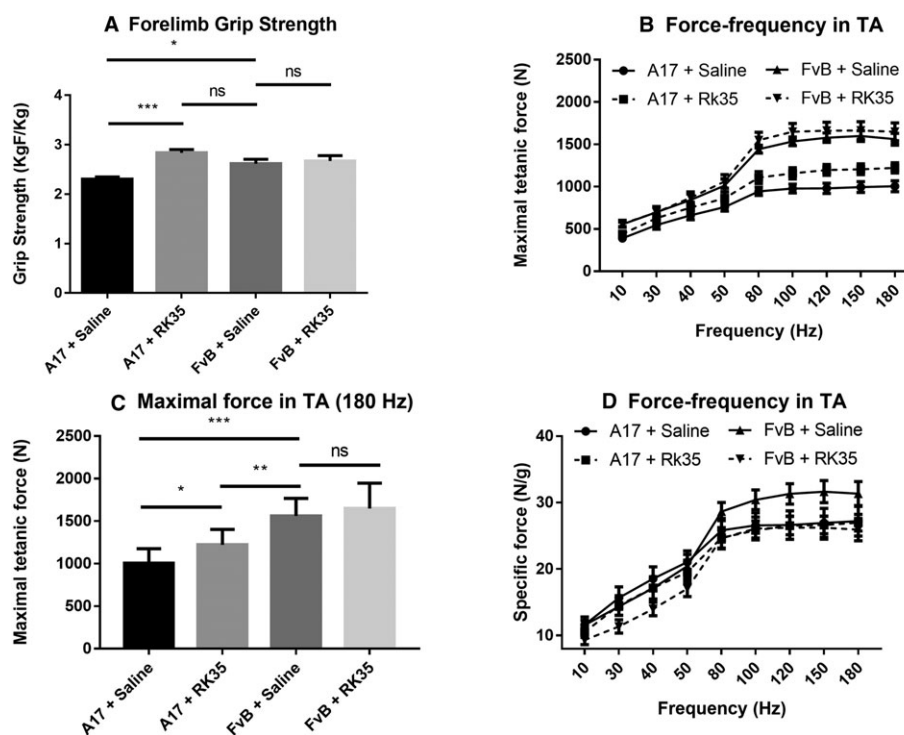 A Forelimb Grip Strength
*
ns
***
ns
Grip Strength (KgF/Kg)
4
3
2
1
0
A17 + Saline
A17 + RK35
FvB + Saline
FvB + RK35
B Force-frequency in TA
A17 + Saline
FvB + Saline
A17 + Rk35
FvB + RK35
Maximal tetanic force (N)
2500
2000
1500
1000
500
0
10
30
40
50
80
100
120
150
180
Frequency (Hz)
C Maximal force in TA (180 Hz)
***
ns
**
*
Maximal tetanic force (N)
2500
2000
1500
1000
500
0
A17 + Saline
A17 + RK35
FvB + Saline
FvB + RK35
D Force-frequency in TA
A17 + Saline
FvB + Saline
A17 + Rk35
FvB + RK35
Specific force (N/g)
40
30
20
10
10
30
40
50
80
100
120
150
180
Frequency (Hz)